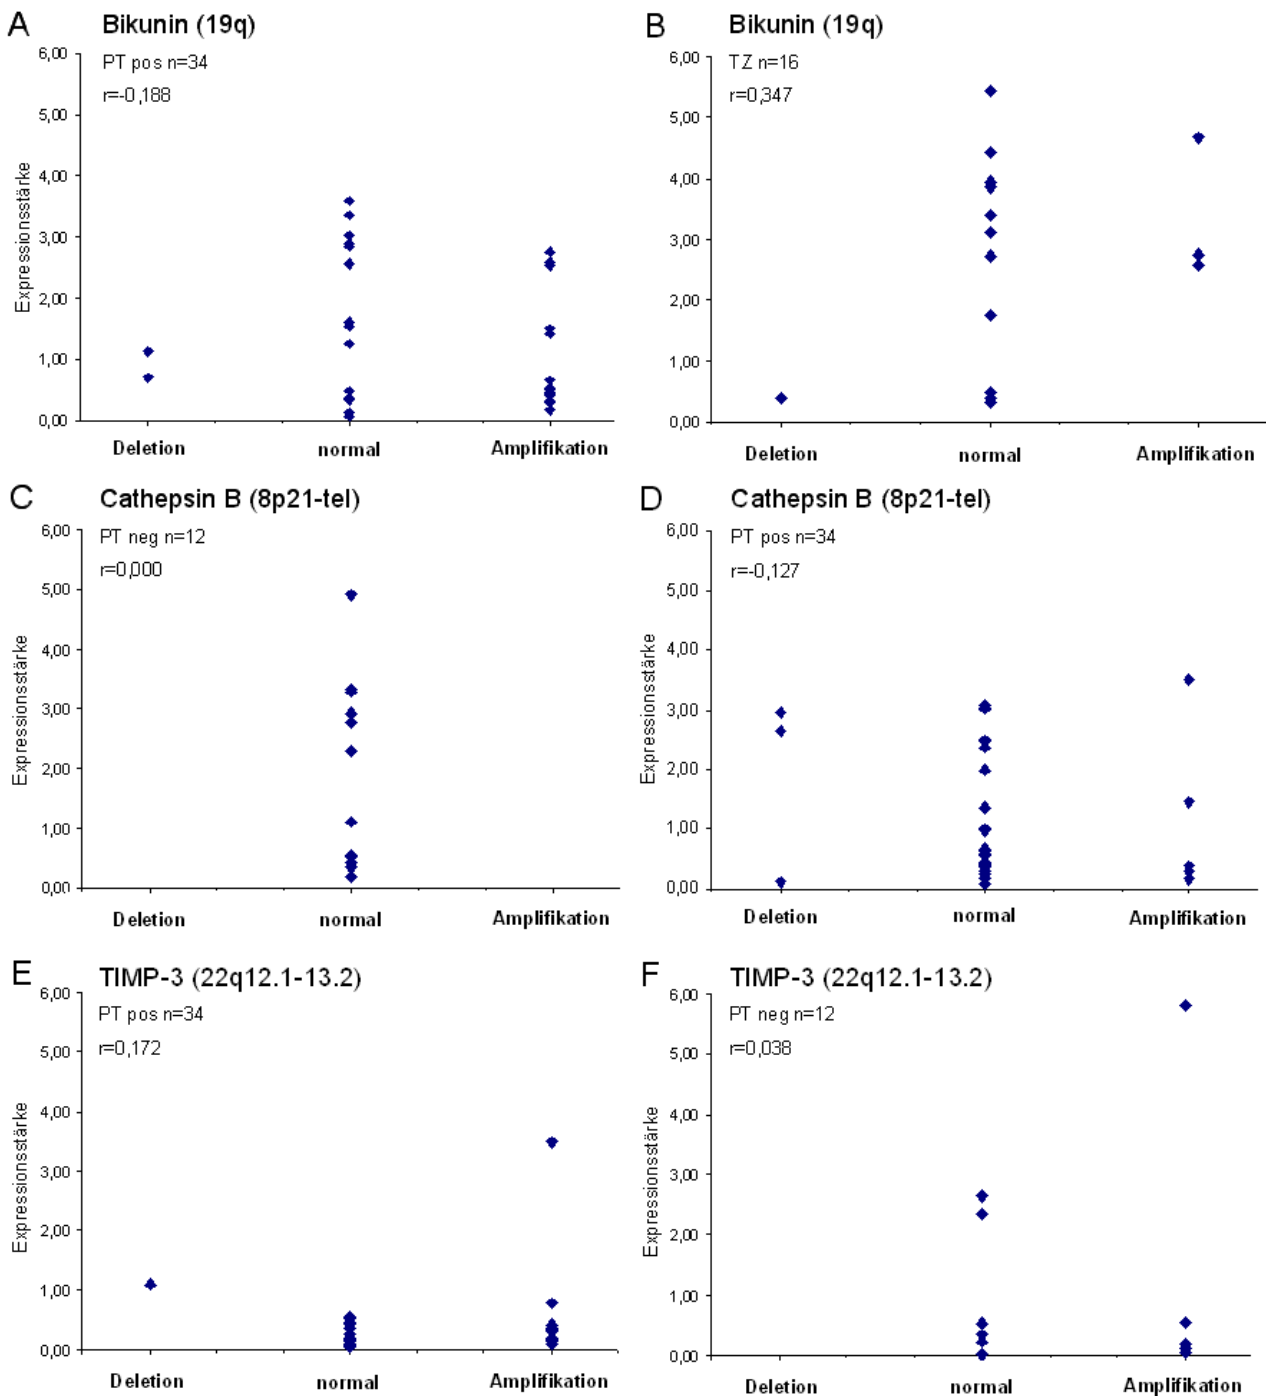 A
Bikunin (19q)
PT pos n=34
r=-0,188
Expressionsstärke
6,00
5,00
4,00
3,00
2,00
1,00
0,00
Deletion
normal
Amplifikation
B
Bikunin (19q)
TZ n=16
r=0,347
6,00
5,00
4,00
3,00
2,00
1,00
0,00
Deletion
normal
Amplifikation
C
Cathepsin B (8p21-tel)
PT neg n=12
r=0,000
Expressionsstärke
6,00
5,00
4,00
3,00
2,00
1,00
0,00
Deletion
normal
Amplifikation
D
Cathepsin B (8p21-tel)
PT pos n=34
r=-0,127
Expressionsstärke
6,00
5,00
4,00
3,00
2,00
1,00
0,00
Deletion
normal
Amplifikation
E
TIMP-3 (22q12.1-13.2)
PT pos n=34
r=0,172
Expressionsstärke
6,00
5,00
4,00
3,00
2,00
1,00
0,00
Deletion
normal
Amplifikation
F
TIMP-3 (22q12.1-13.2)
PT neg n=12
r=0,038
Expressionsstärke
6,00
5,00
4,00
3,00
2,00
1,00
0,00
Deletion
normal
Amplifikation